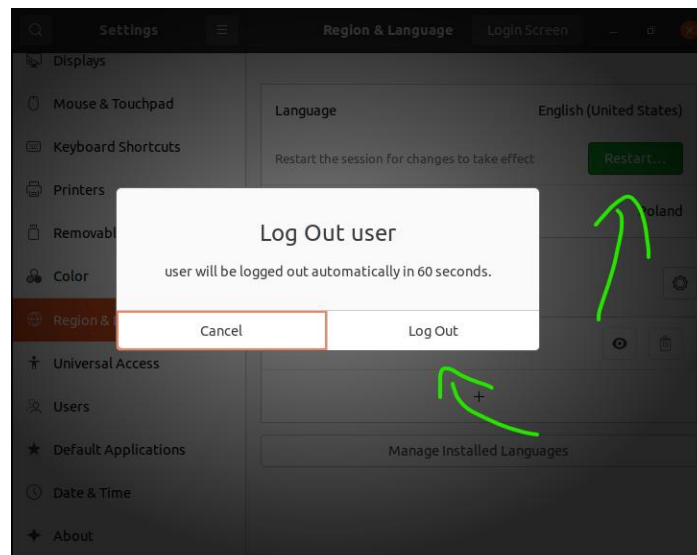 Settings
Region & Language
Login Screen
Displays
Mouse & Touchpad
Keyboard Shortcuts
Printers
Removabl
Color
Region &
Universal Access
Users
Default Applications
Date & Time
About
Language
English (United States)
Restart the session for changes to take effect
Restart...
Poland
Log Out user
user will be logged out automatically in 60 seconds.
Cancel
Log Out
+
Manage Installed Languages